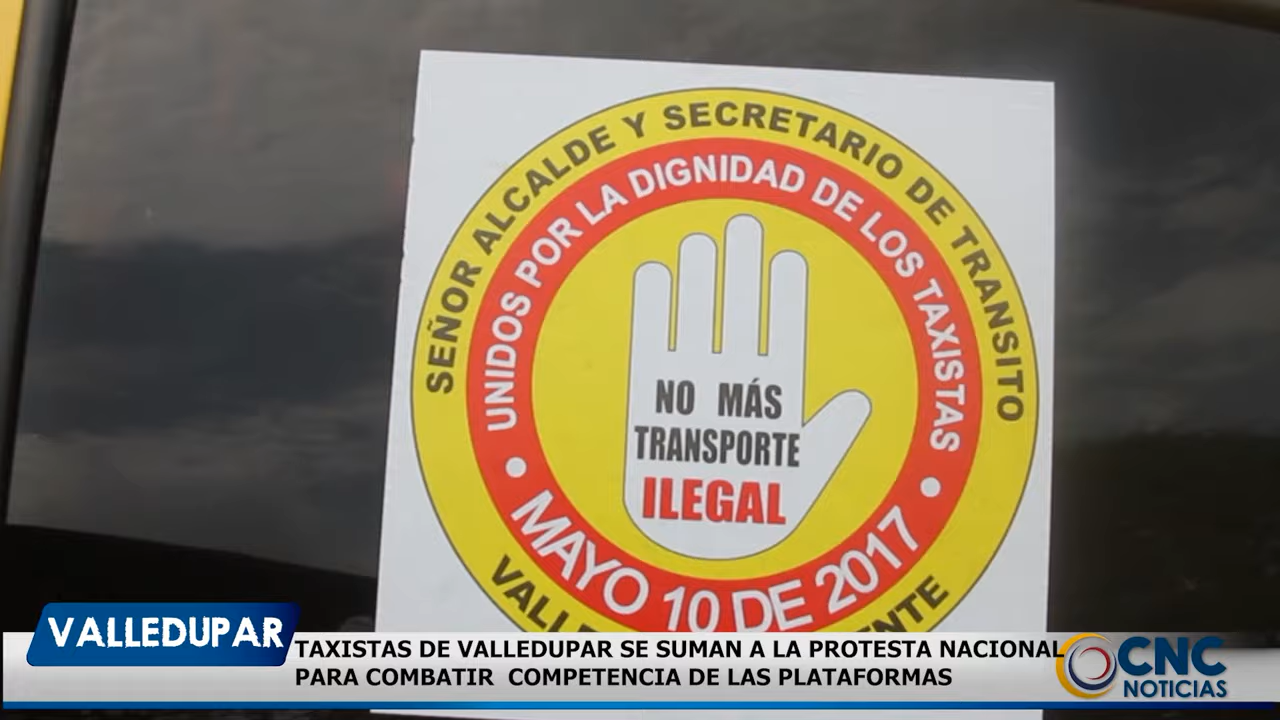 SEÑOR ALCALDE Y SECRETARIO DE TRANSITO
UNIDOS POR LA DIGNIDAD DE LOS TAXISTAS
NO MÁS
TRANSPORTE
ILEGAL
MAYO 10 DE 2017
VALLEDUPAR
TAXISTAS DE VALLEDUPAR SE SUMAN A LA PROTESTA NACIONAL
PARA COMBATIR COMPETENCIA DE LAS PLATAFORMAS
CNC
NOTICIAS